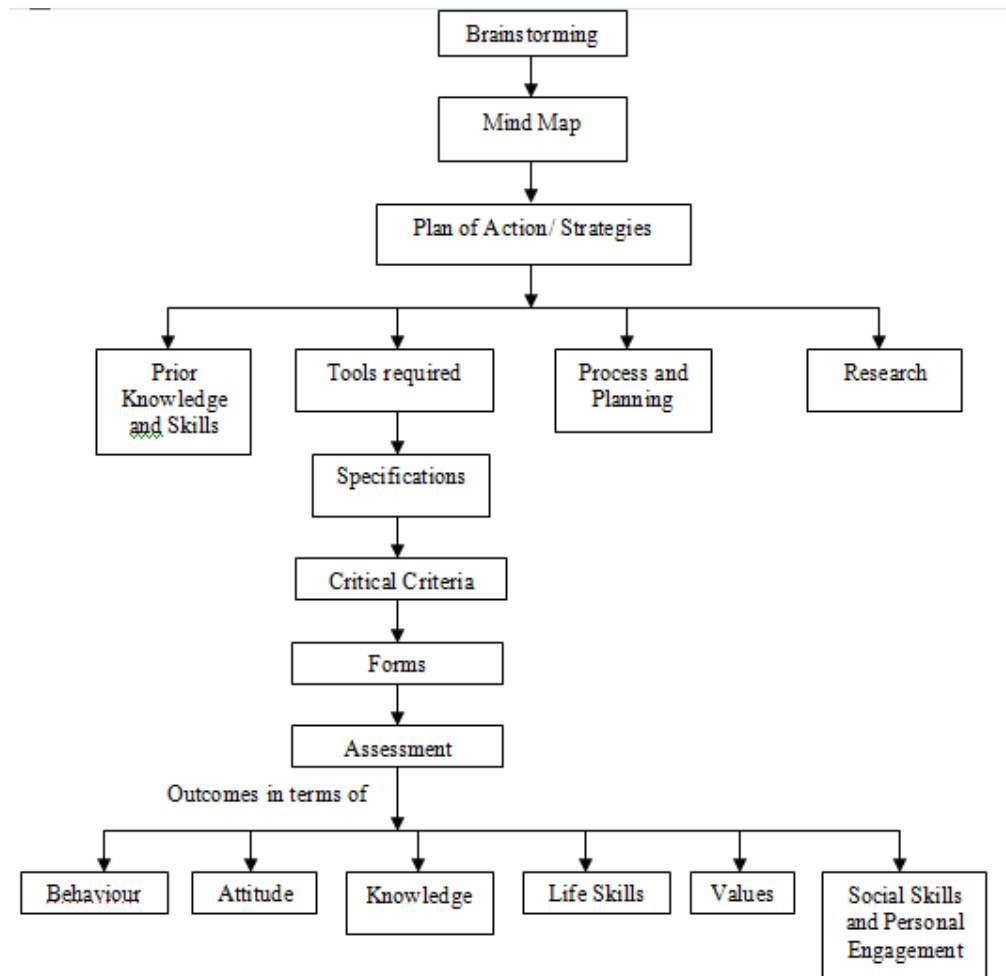 Brainstorming
Mind Map
Plan of Action/ Strategies
Prior
Knowledge
and Skills
Tools required
Process and
Planning
Research
Specifications
Critical Criteria
Forms
Assessment
Outcomes in terms of
Behaviour
Attitude
Knowledge
Life Skills
Values
Social Skills
and Personal
Engagement